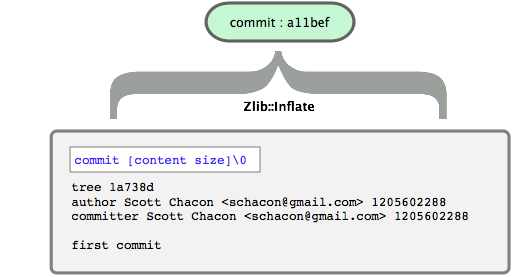 commit : a11bef
Zlib::Inflate
commit [content size]\0
tree 1a738d
author Scott Chacon <schacon@gmail.com> 1205602288
committer Scott Chacon <schacon@gmail.com> 1205602288
first commit